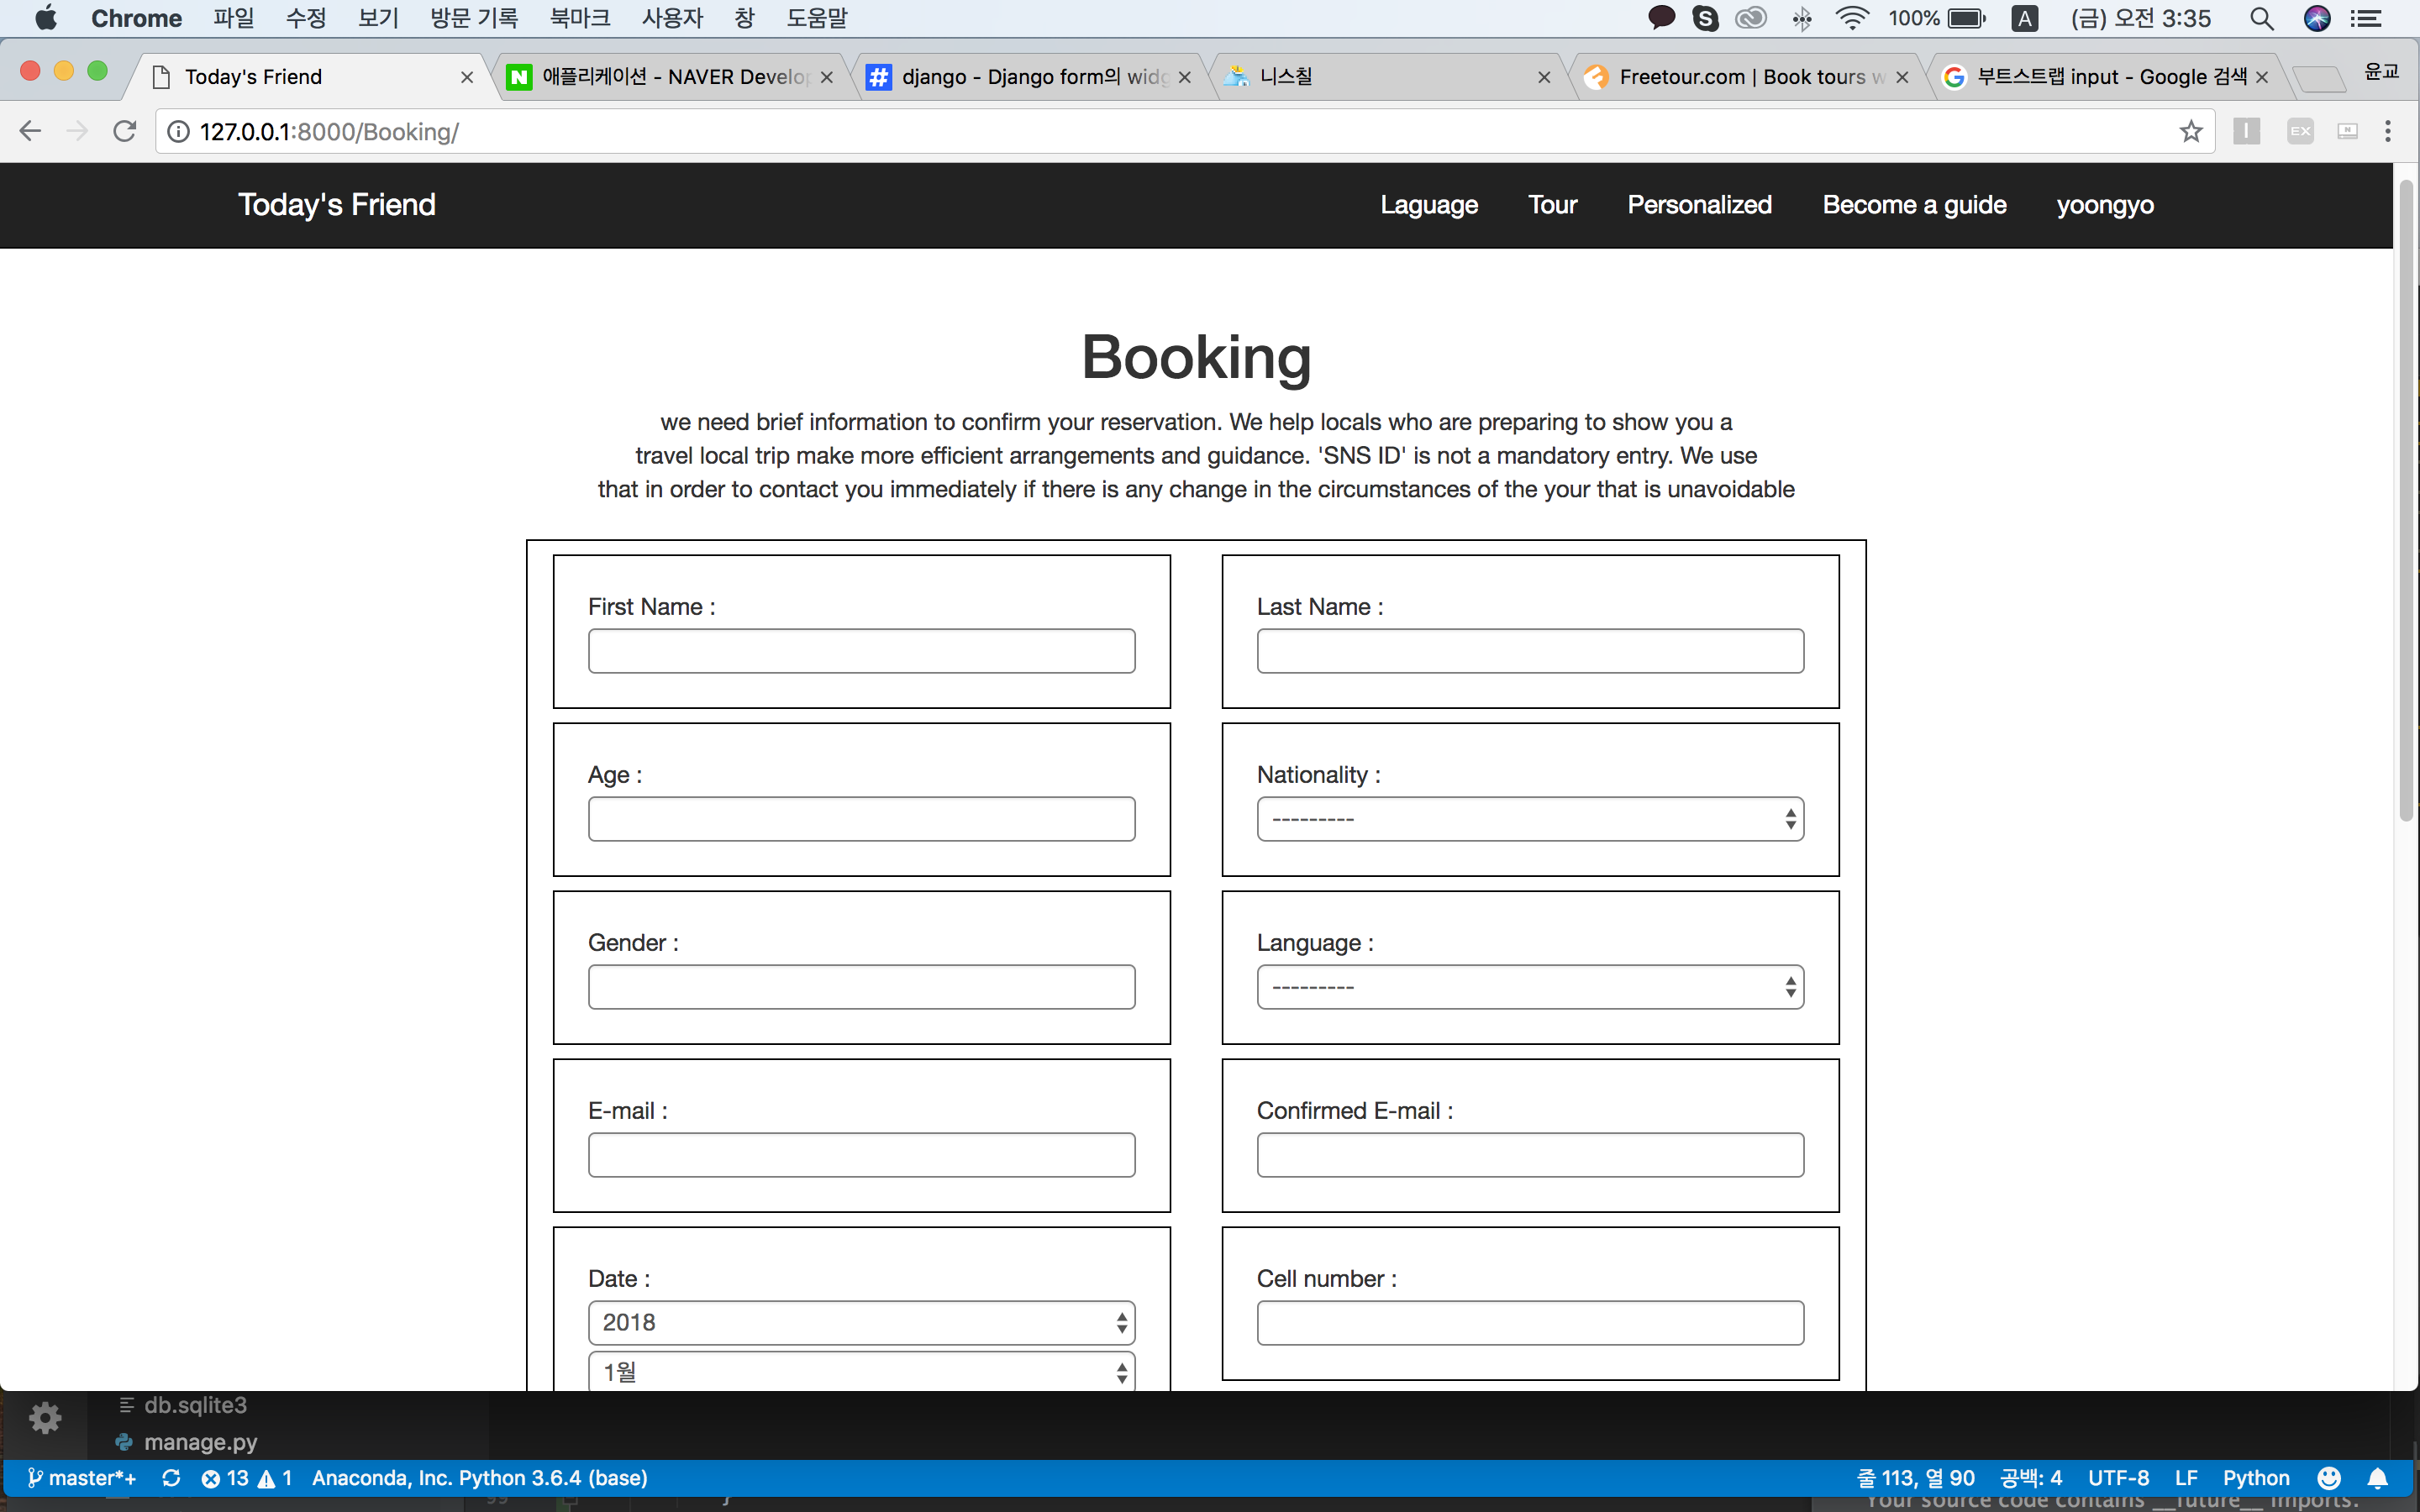 Chrome 파일 수정 보기 방문 기록 북마크 사용자 창 도움말 100% A (금) 오전 3:35
Today's Friend 애플리케이션 - NAVER Develop django - Django form의 widg 니스칠 Freetour.com | Book tours w 부트스트랩 input - Google 검색 윤교
127.0.0.1:8000/Booking/
Today's Friend Laguage Tour Personalized Become a guide yoongyo
Booking
we need brief information to confirm your reservation. We help locals who are preparing to show you a
travel local trip make more efficient arrangements and guidance. 'SNS ID' is not a mandatory entry. We use
that in order to contact you immediately if there is any change in the circumstances of the your that is unavoidable
First Name : Last Name :
Age : Nationality :
---------
Gender : Language :
---------
E-mail : Confirmed E-mail :
Date : Cell number :
2018
1월
db.sqlite3
manage.py
master*+ 13 1 Anaconda, Inc. Python 3.6.4 (base) 줄 113, 열 90 공백: 4 UTF-8 LF Python
99 Your source code contains __future__ imports.